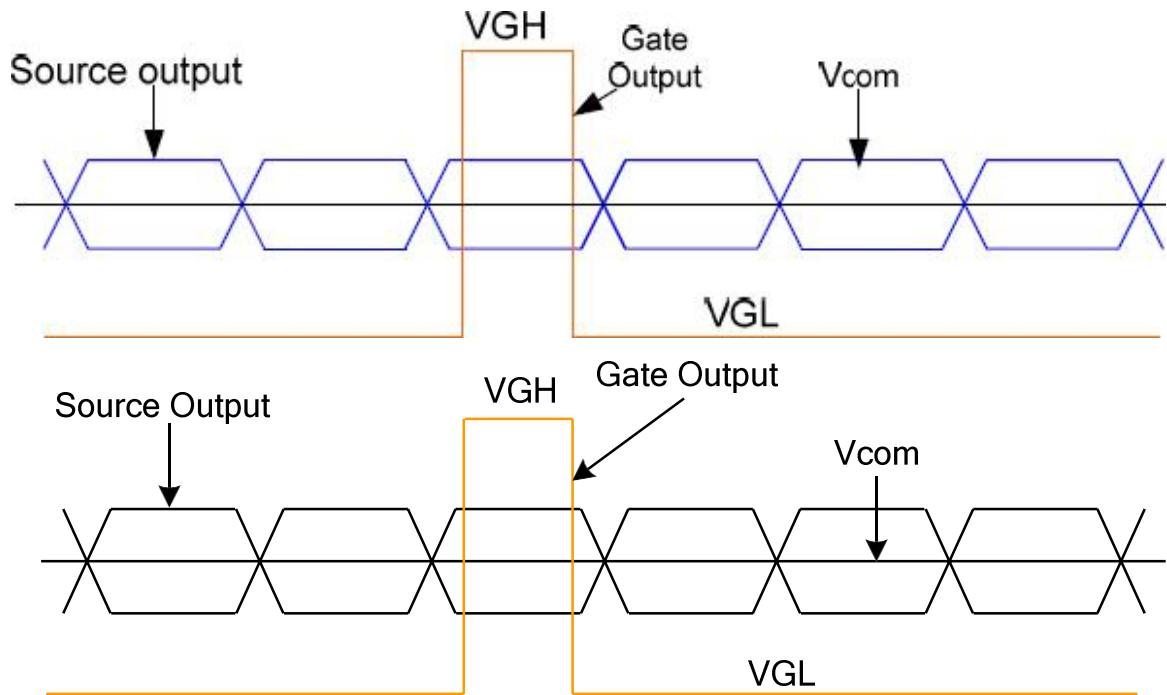 VGH
Gate
Output
Source output
Vcom
VGL
Gate Output
VGH
Source Output
Vcom
VGL